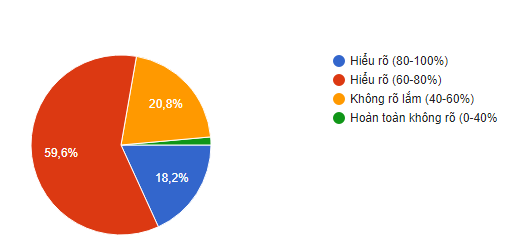 Hiểu rõ (80-100%)
Hiểu rõ (60-80%)
Không rõ lắm (40-60%)
Hoàn toàn không rõ (0-40%
20,8%
59,6%
18,2%